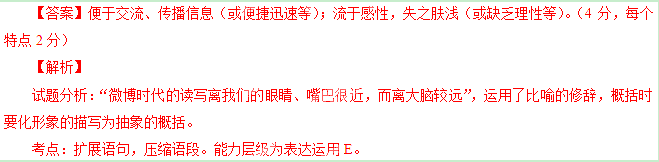 【答案】便于交流、传播信息（或便捷迅速等）；流于感性，失之肤浅（或缺乏理性等）。（4 分，每个
特点 2 分）
【解析】
试题分析：“微博时代的读写离我们的眼睛、嘴巴很近，而离大脑较远”，运用了比喻的修辞，概括时
要化形象的描写为抽象的概括。
考点：扩展语句，压缩语段。能力层级为表达运用 E。